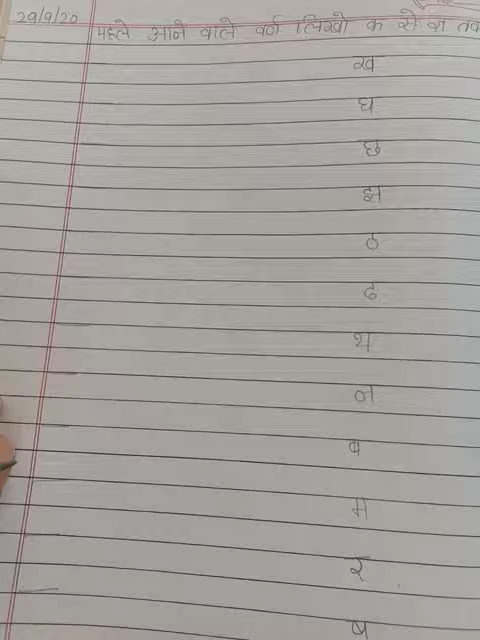 29/9/20
पहले आने वाले वर्ण लिखो क से ज्ञ तक
ख
घ
छ
झ
ठ
ढ
थ
न
ब
म
र
ष